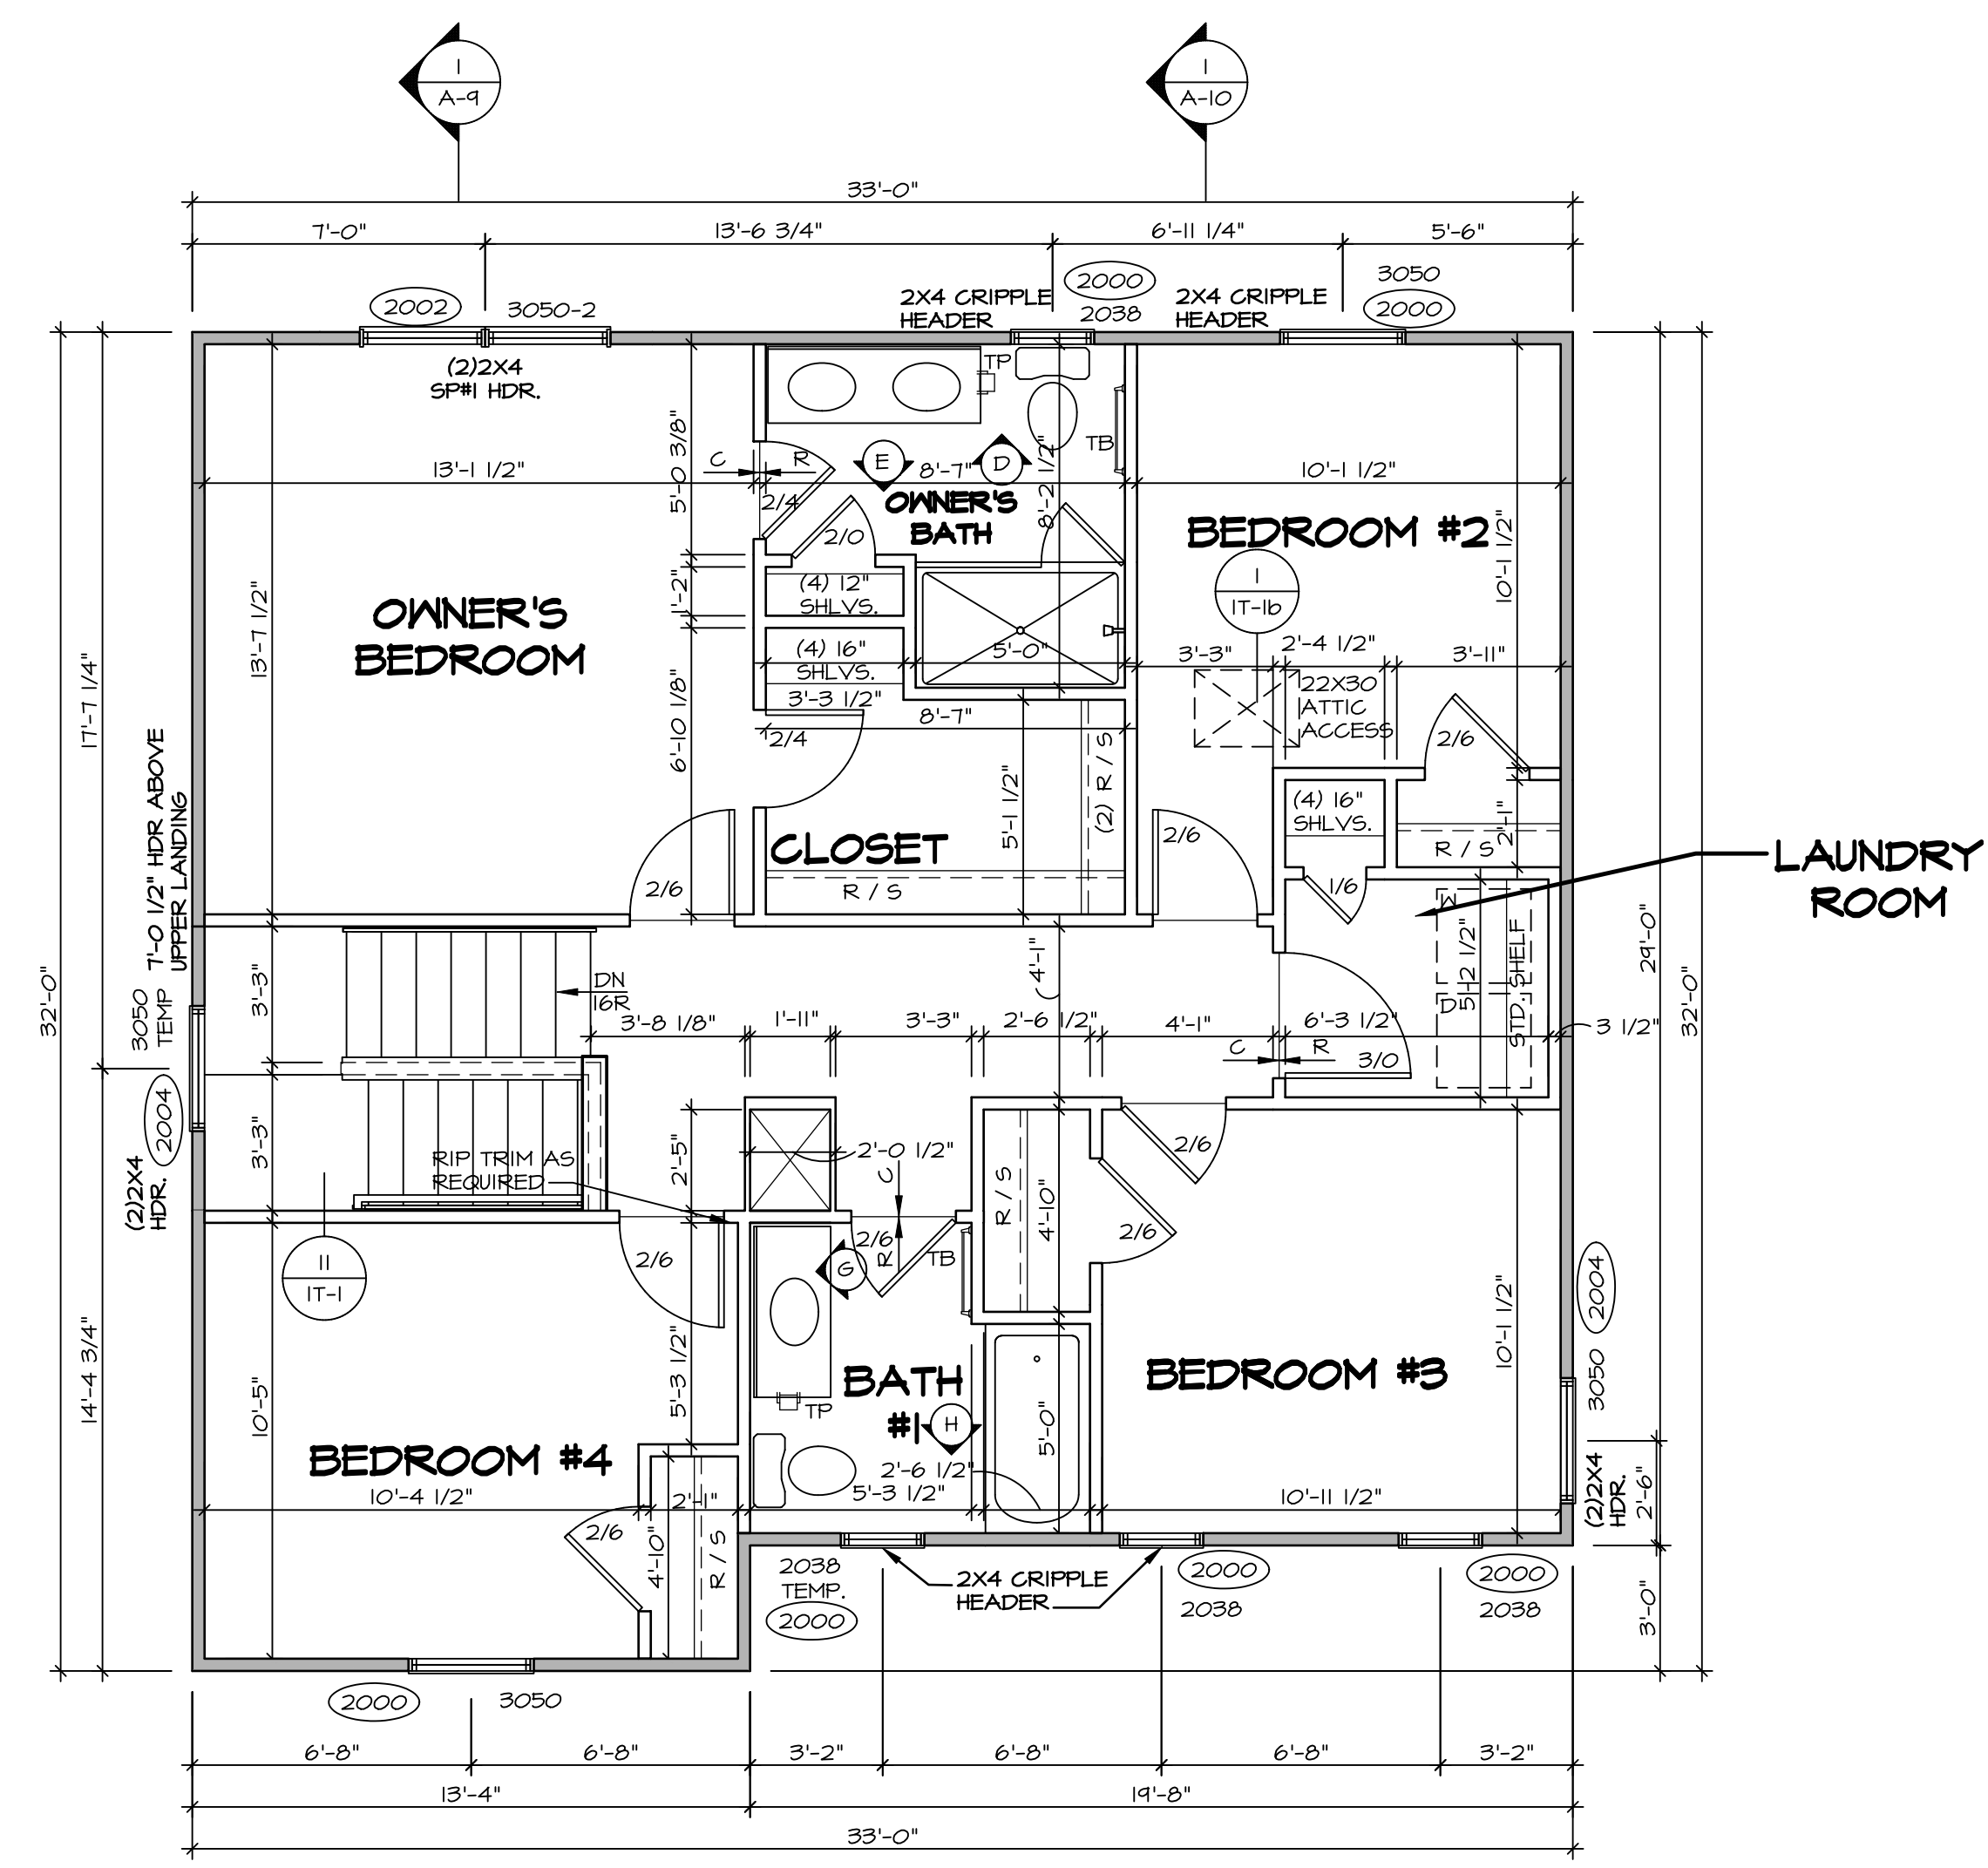 1
A-9
1
A-10
33'-0"
7'-0"
13'-6 3/4"
6'-11 1/4"
5'-6"
2002
3050-2
2X4 CRIPPLE
HEADER
2000
2038
2X4 CRIPPLE
HEADER
3050
2000
(2)2X4
SP#1 HDR.
TP
TB
5'-0 3/8"
13'-1 1/2"
C
R
2/4
E
8'-7"
D
8'-2 1/2"
10'-1 1/2"
OWNER'S
BATH
2/0
BEDROOM #2
10'-1 1/2"
1
IT-1b
13'-7 1/2"
OWNER'S
BEDROOM
1'-2"
(4) 12"
SHLVS.
(4) 16"
SHLVS.
5'-0"
3'-3 1/2"
3'-3"
2'-4 1/2"
3'-11"
22X30
ATTIC
ACCESS
17'-7 1/4"
6'-10 1/8"
2/4
8'-7"
5'-1 1/2"
(2) R / S
2/6
7'-0 1/2" HDR ABOVE
UPPER LANDING
CLOSET
2/6
R / S
2/6
(4) 16"
SHLVS.
2'-1"
R / S
1/6
LAUNDRY
ROOM
W
D
5'-2 1/2"
STD. SHELF
32'-0"
29'-0"
32'-0"
3050
TEMP
2004
(2)2X4
HDR.
3'-3"
DN
16R
4'-1"
3'-8 1/8"
1'-11"
3'-3"
2'-6 1/2"
4'-1"
6'-3 1/2"
3 1/2"
C
R
3/0
3'-3"
RIP TRIM AS
REQUIRED
2'-5"
2'-0 1/2"
C
R
2/6
R / S
4'-10"
2/6
2/6
11
IT-1
2/6
G
TB
14'-4 3/4"
10'-5"
5'-3 1/2"
BATH
#1
H
TP
5'-0"
BEDROOM #3
10'-1 1/2"
2004
3050
(2)2X4
HDR.
2'-6"
BEDROOM #4
10'-4 1/2"
2'-1"
2'-6 1/2"
5'-3 1/2"
10'-11 1/2"
2/6
4'-10"
R / S
2038
TEMP.
2000
2X4 CRIPPLE
HEADER
2000
2038
2000
2038
3'-0"
2000
3050
6'-8"
6'-8"
3'-2"
6'-8"
6'-8"
3'-2"
13'-4"
19'-8"
33'-0"